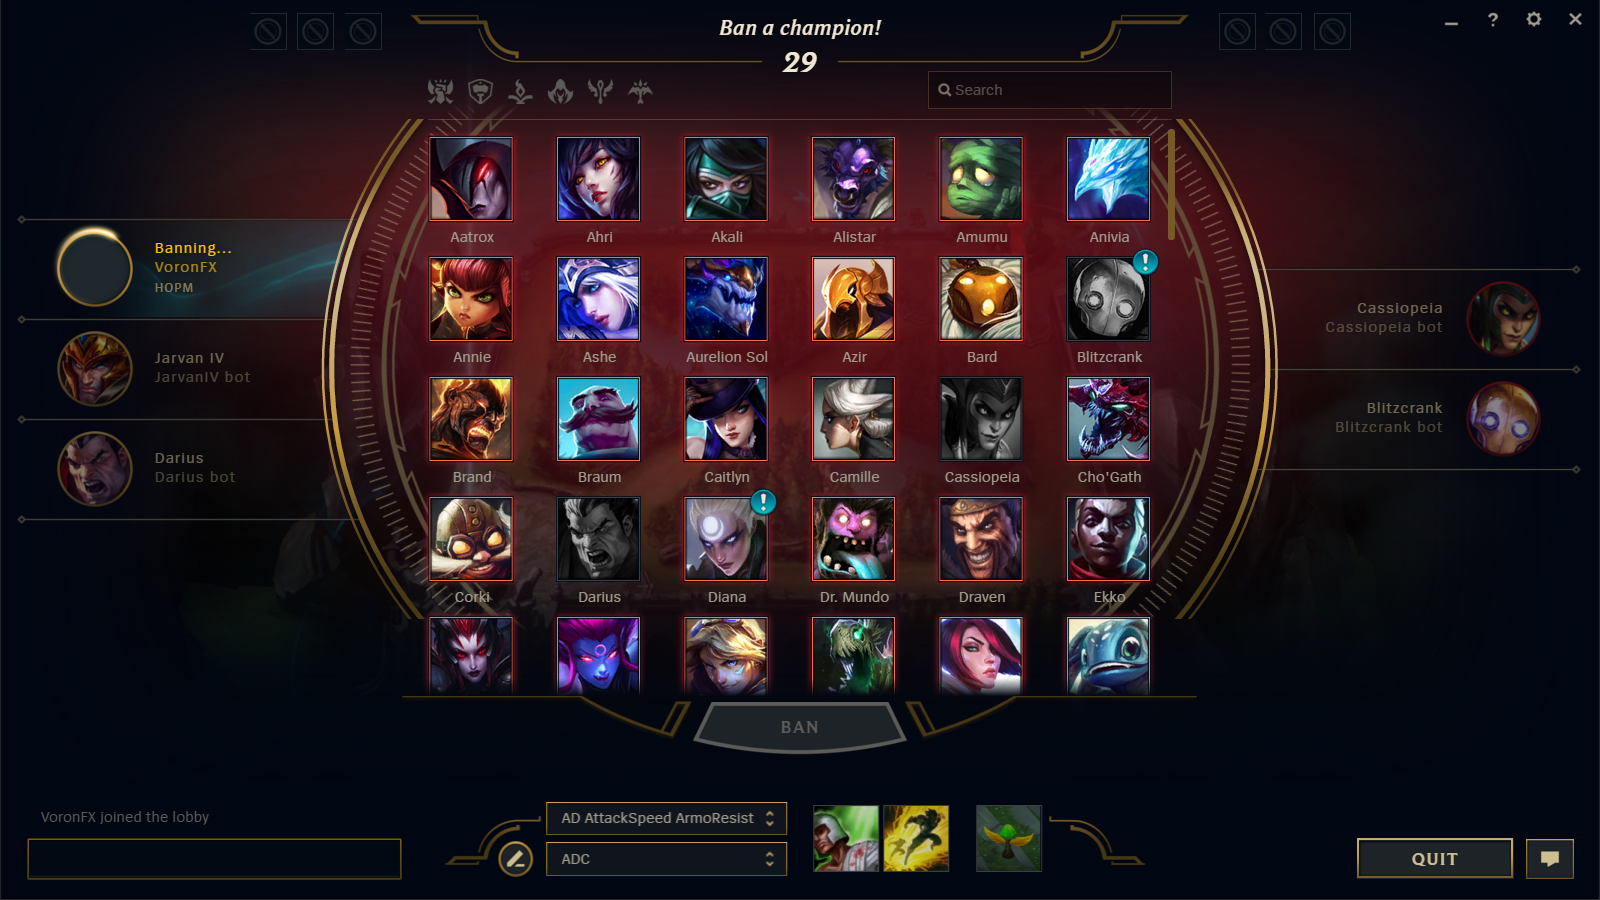 Ban a champion!
29
?
Search
Aatrox
Ahri
Akali
Alistar
Amumu
Anivia
Annie
Ashe
Aurelion Sol
Azir
Bard
Blitzcrank
Brand
Braum
Caitlyn
Camille
Cassiopeia
Cho'Gath
Corki
Darius
Diana
Dr. Mundo
Draven
Ekko
Banning...
VoronFX
НОРМ
Jarvan IV
JarvanIV bot
Darius
Darius bot
Cassiopeia
Cassiopeia bot
Blitzcrank
Blitzcrank bot
BAN
VoronFX joined the lobby
AD AttackSpeed ArmoResist
ADC
QUIT